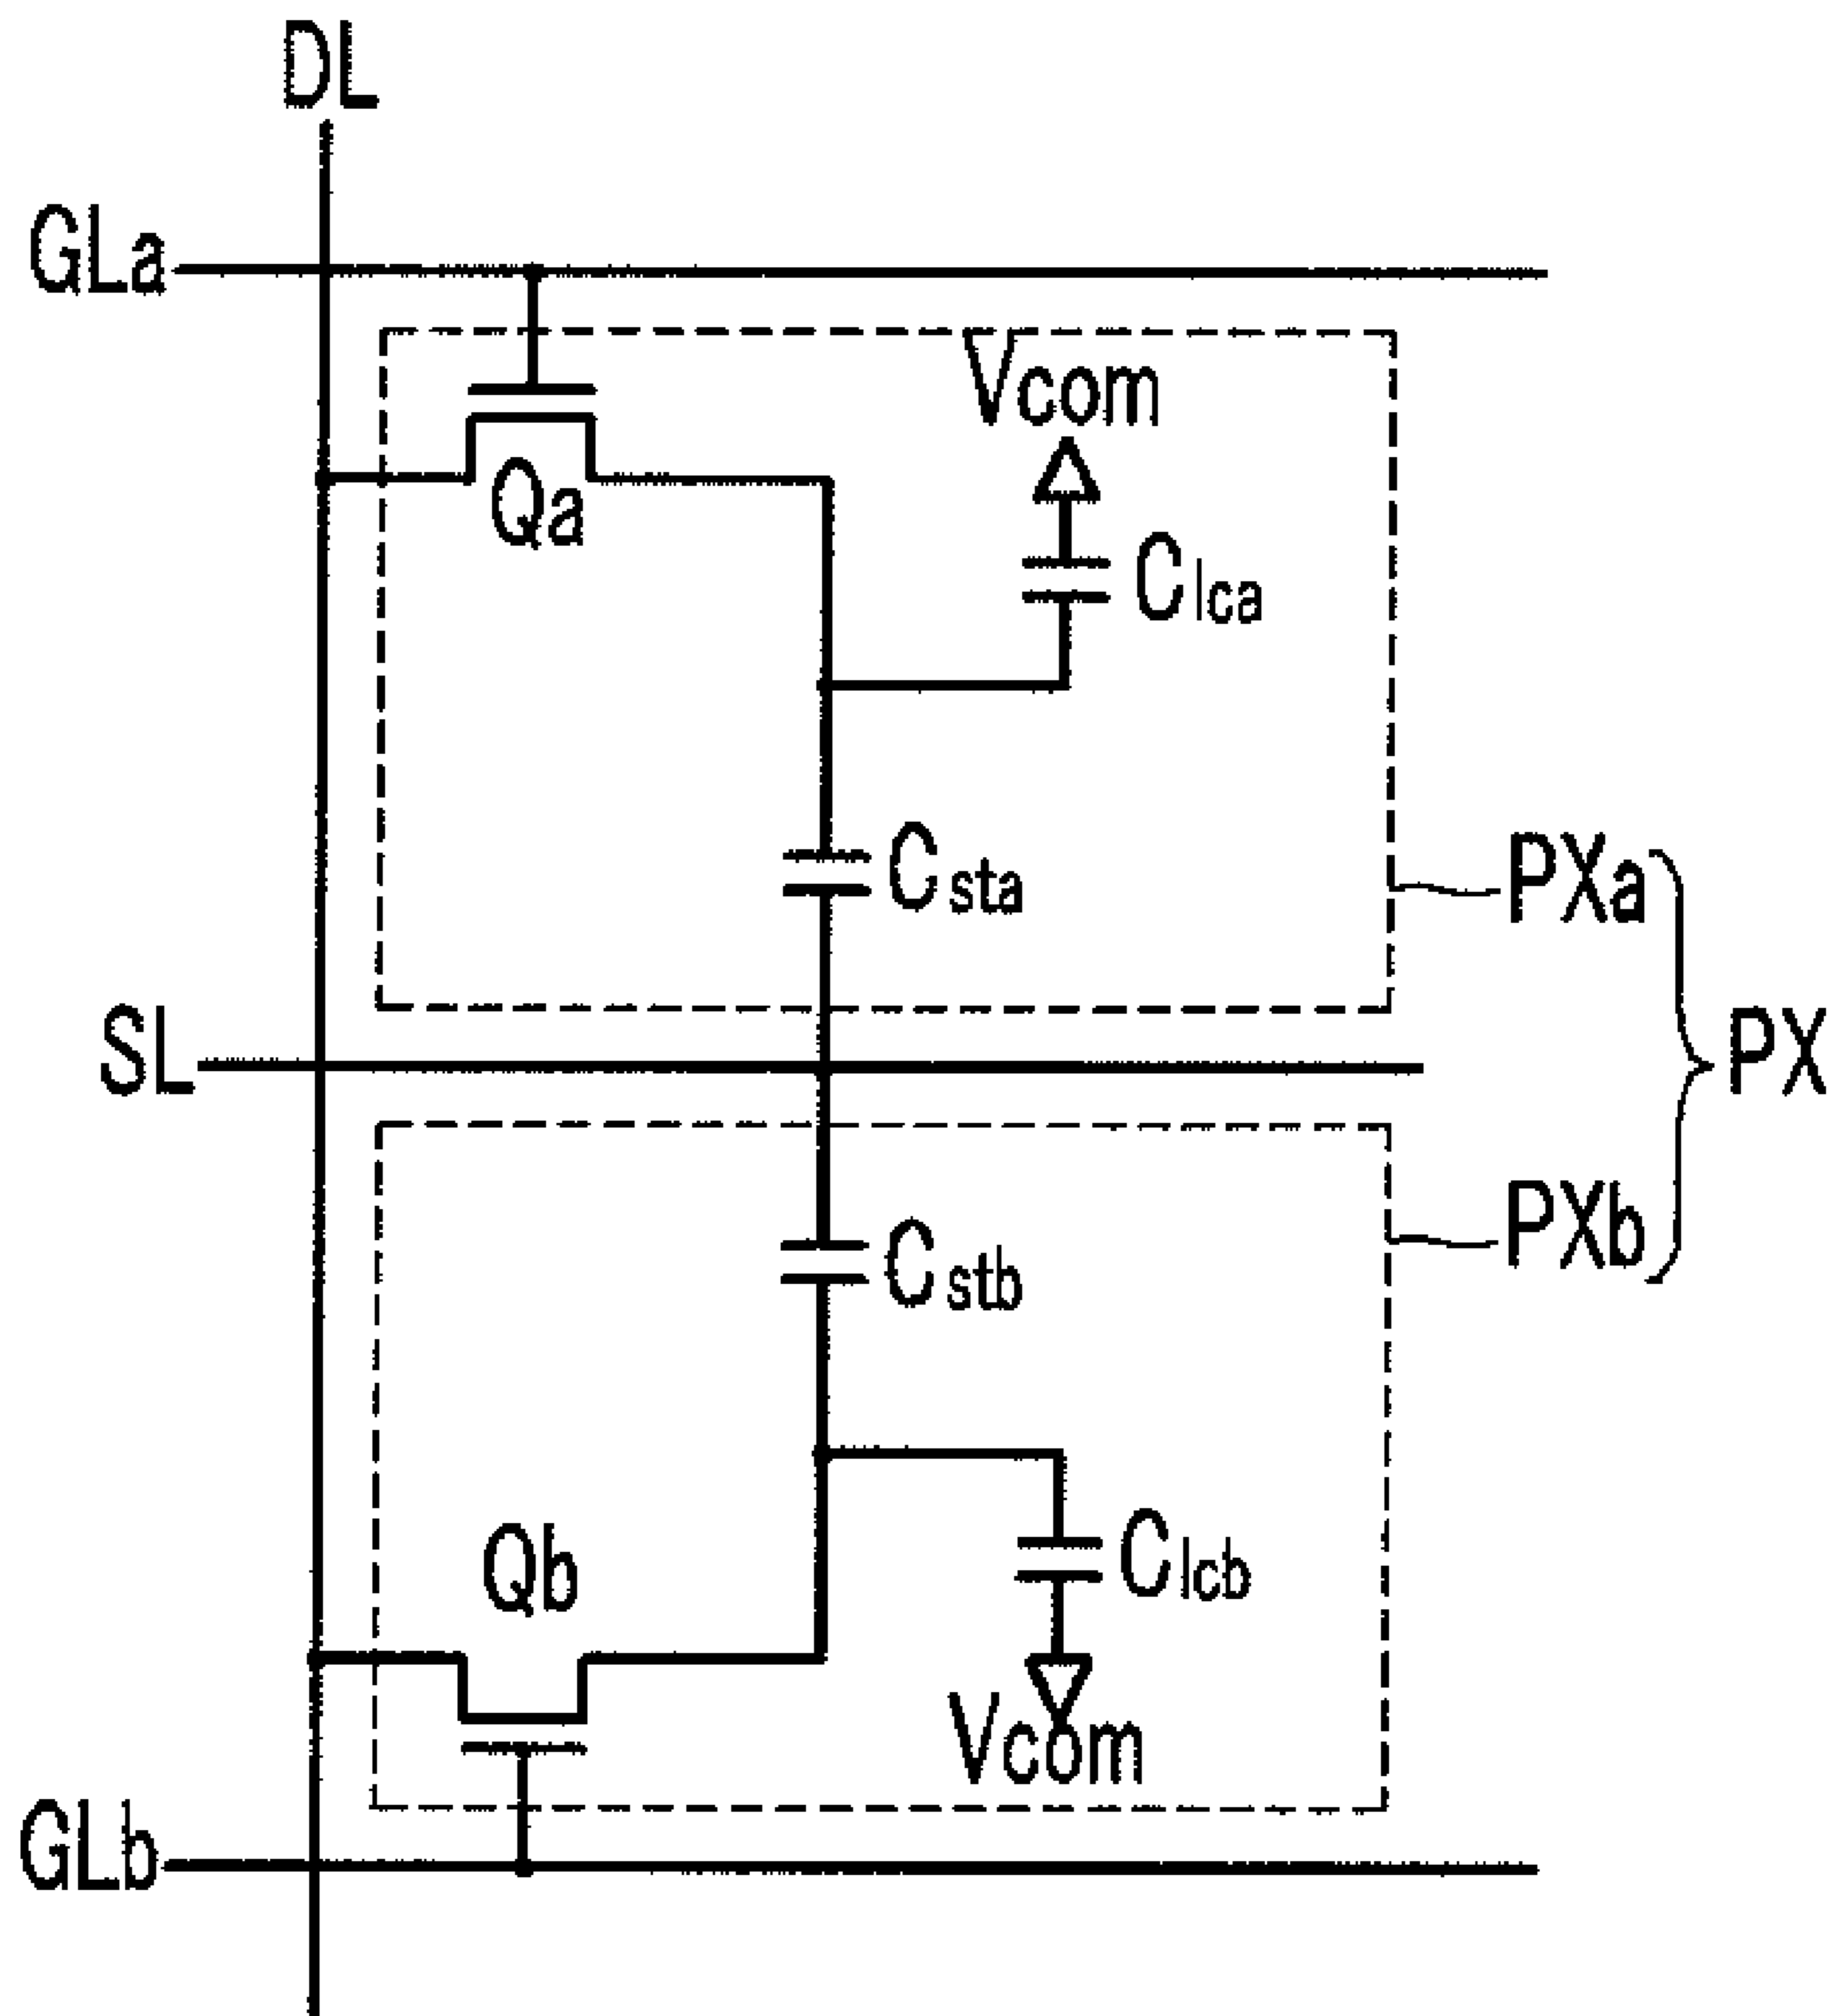 DL
GLa
Vcom
Qa
Clca
Csta
PXa
SL
PX
PXb
Cstb
Qb
Clcb
Vcom
GLb